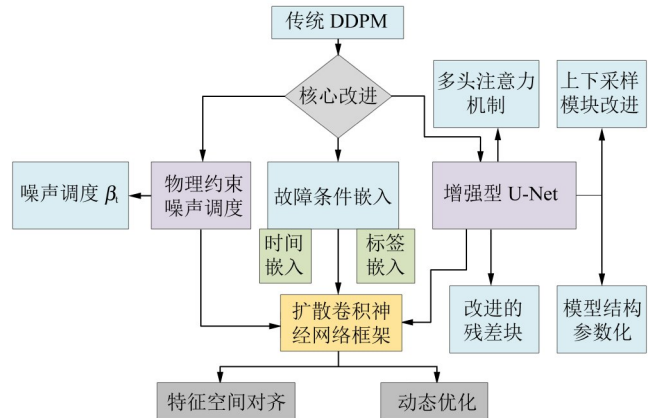 传统 DDPM
核心改进
多头注意力
机制
上下采样
模块改进
噪声调度 βt
物理约束
噪声调度
故障条件嵌入
增强型 U-Net
时间
嵌入
标签
嵌入
扩散卷积神
经网络框架
改进的
残差块
模型结构
参数化
特征空间对齐
动态优化